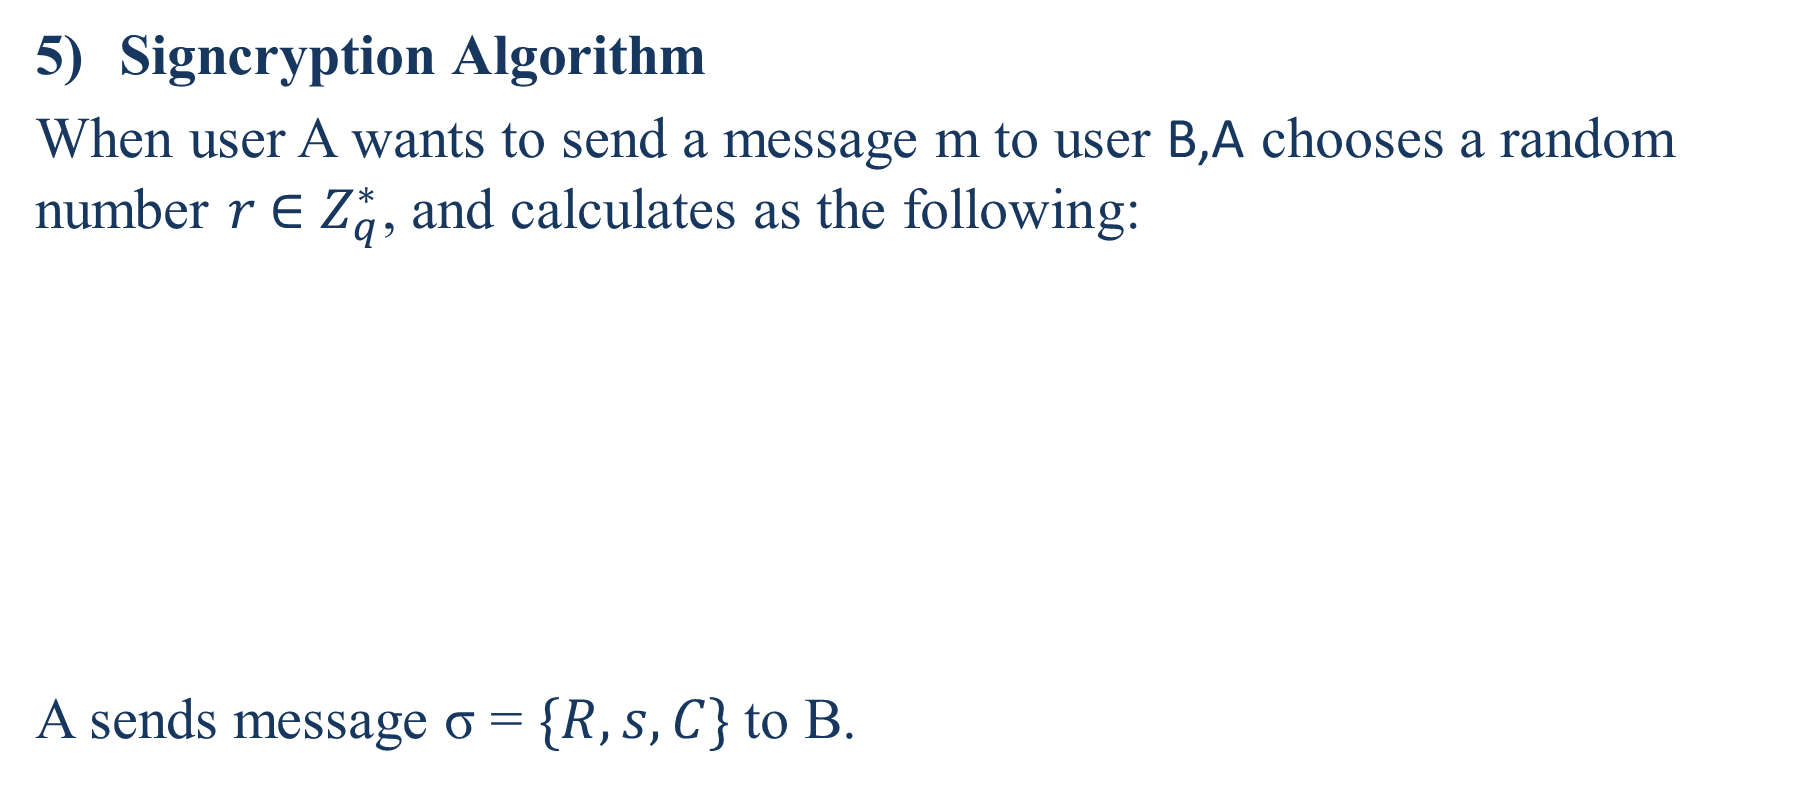 5) Signcryption Algorithm
When user A wants to send a message m to user B,A chooses a random
number r ∈ Z*q, and calculates as the following:
A sends message σ = {R, s, C} to B.